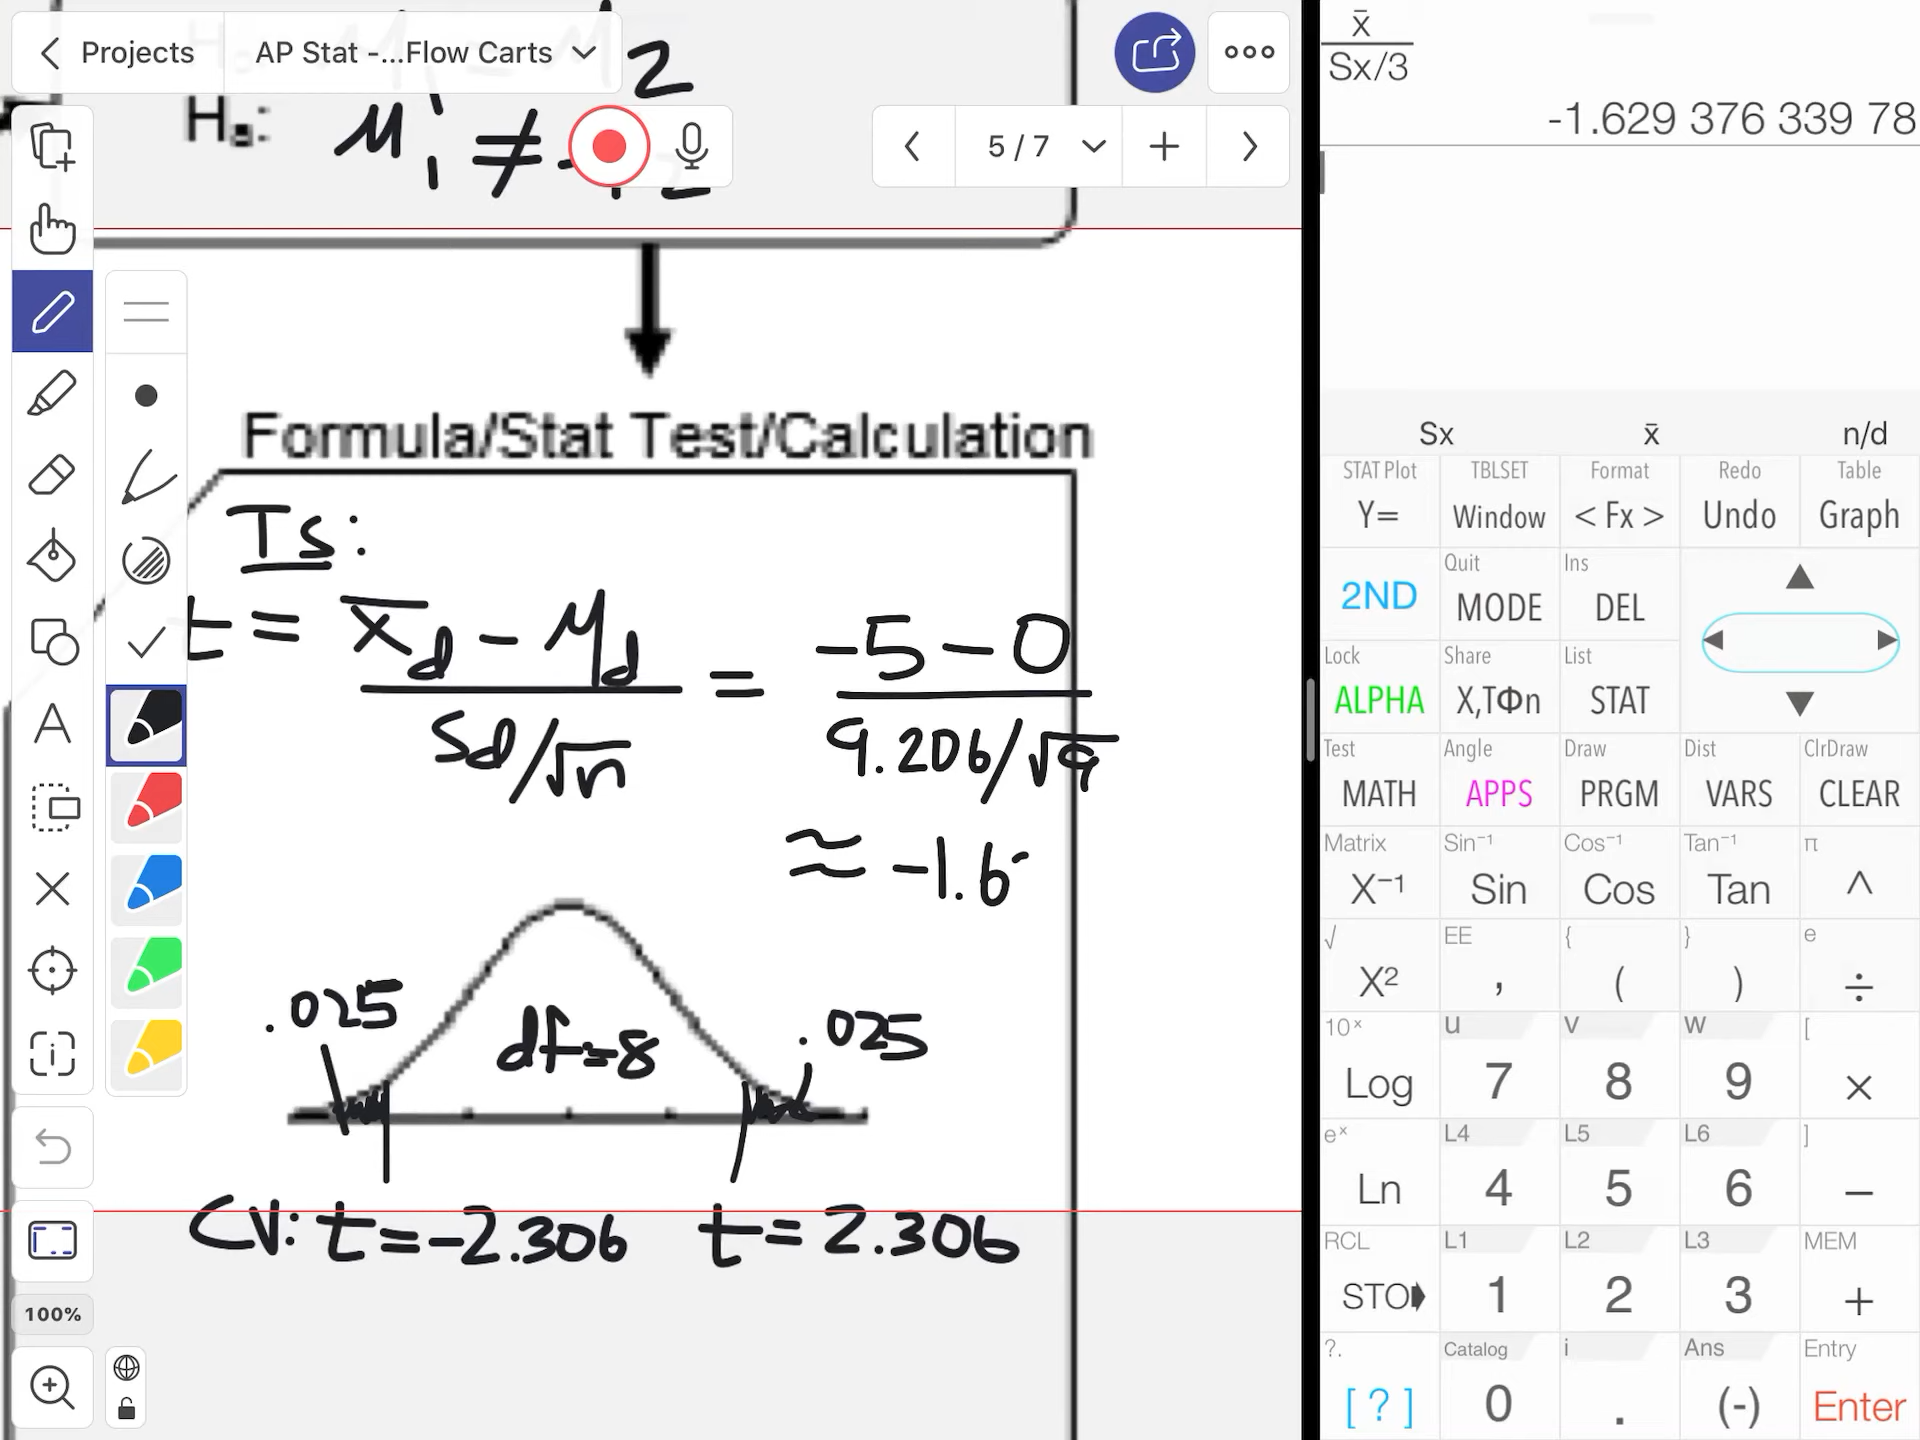 Projects
AP Stat -...Flow Carts
2
Hₐ: μ₁ ≠ 2
5 / 7
Formula/Stat Test/Calculation
Ts:
t = x̄d - μd / Sd/√n = -5-0 / 9.206/√9
≈ -1.6
.025
df=8
.025
CV: t=-2.306 t=2.306
100%
x̄
Sx/3
-1.629 376 339 78
Sx x̄ n/d
STAT Plot TBLSET Format Redo Table
Y= Window < Fx > Undo Graph
Quit Ins
2ND MODE DEL
Lock Share List
ALPHA X,TΦn STAT
Test Angle Draw Dist ClrDraw
MATH APPS PRGM VARS CLEAR
Matrix Sin⁻¹ Cos⁻¹ Tan⁻¹ π
X⁻¹ Sin Cos Tan ^
√ EE { } e
X² , ( ) ÷
10ˣ u v w [
Log 7 8 9 ×
eˣ L4 L5 L6 ]
Ln 4 5 6 −
RCL L1 L2 L3 MEM
STO 1 2 3 +
?. Catalog i Ans Entry
[ ? ] 0 . (-) Enter